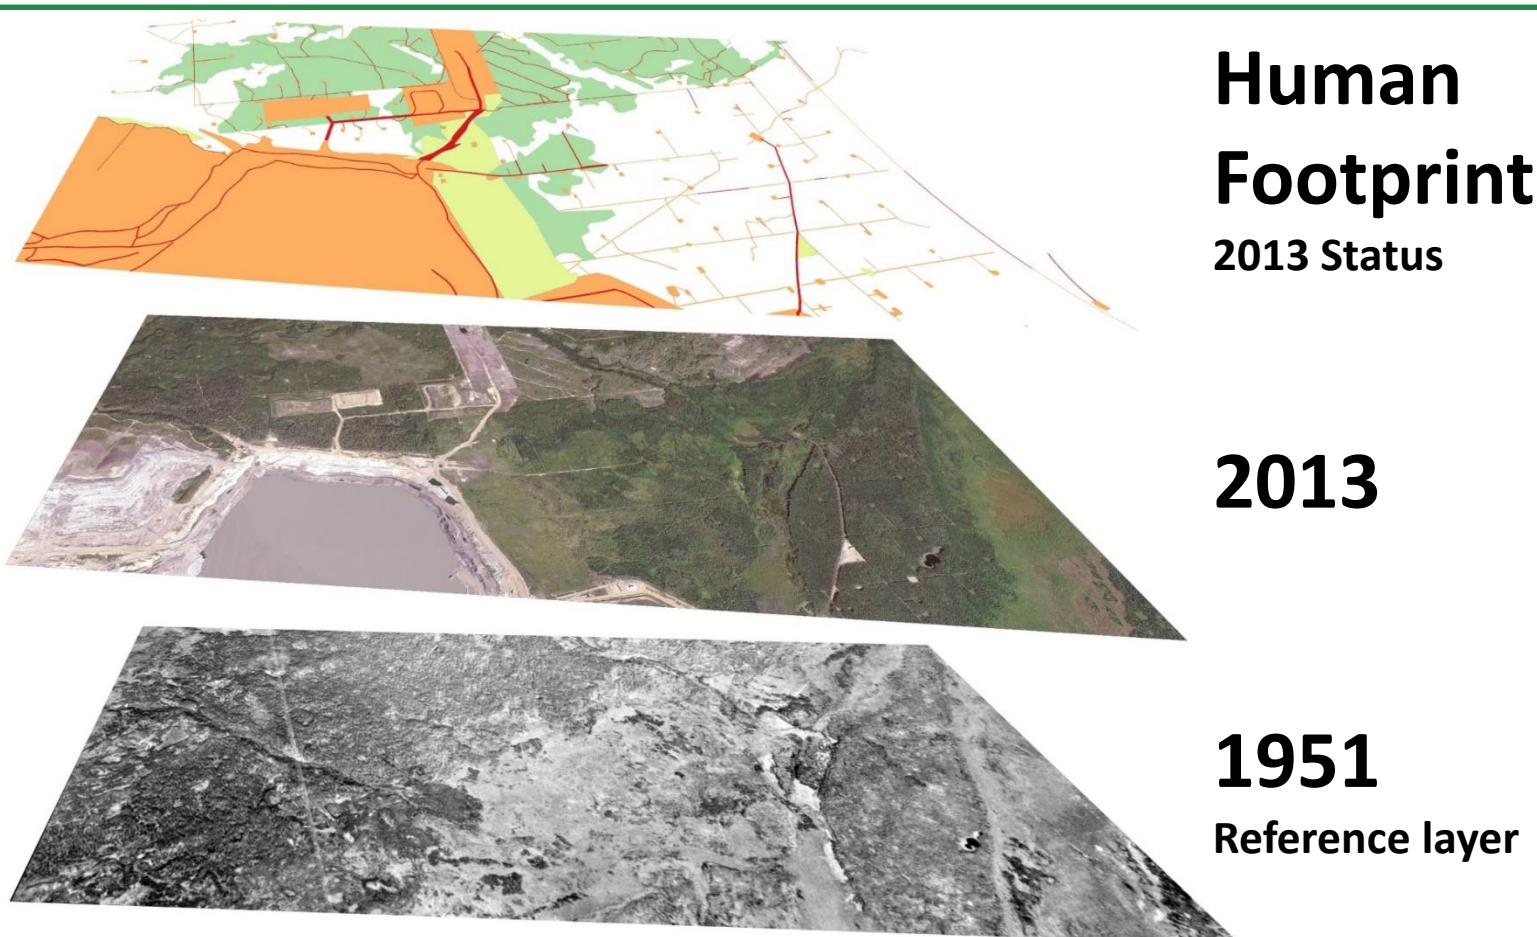 Human
Footprint
2013 Status
2013
1951
Reference layer